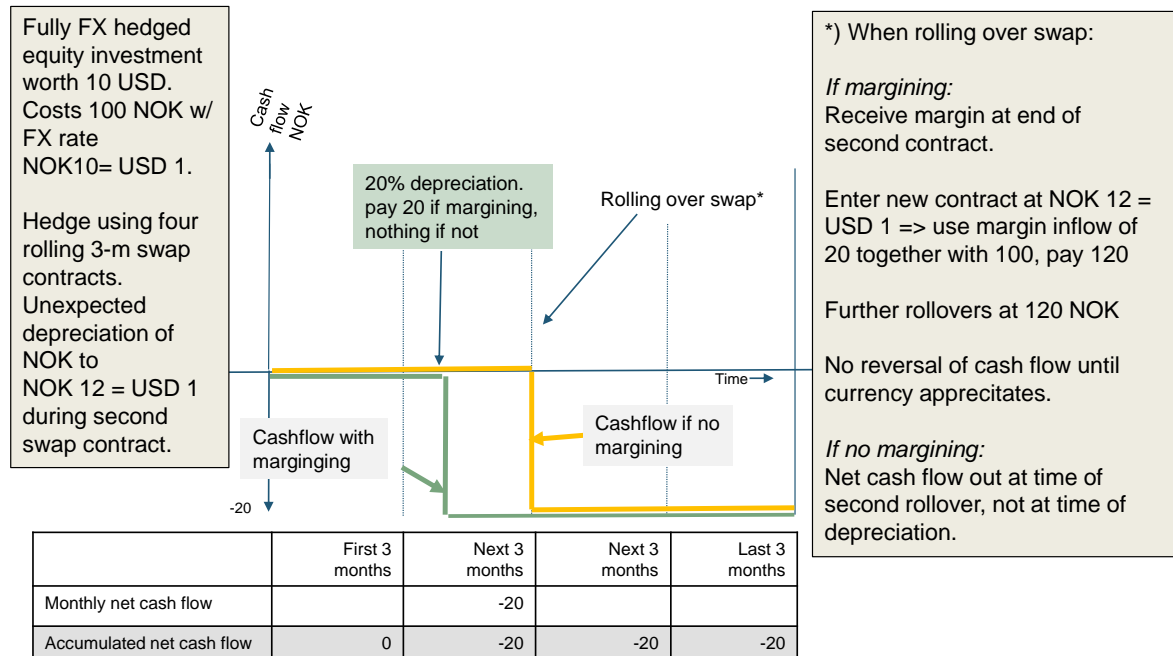 Fully FX hedged
equity investment
worth 10 USD.
Costs 100 NOK w/
FX rate
NOK10= USD 1.
Hedge using four
rolling 3-m swap
contracts.
Unexpected
depreciation of
NOK to
NOK 12 = USD 1
during second
swap contract.
Cash
flow
NOK
20% depreciation.
pay 20 if margining,
nothing if not
Rolling over swap*
Time
Cashflow with
marginging
Cashflow if no
margining
-20
*) When rolling over swap:
If margining:
Receive margin at end of
second contract.
Enter new contract at NOK 12 =
USD 1 => use margin inflow of
20 together with 100, pay 120
Further rollovers at 120 NOK
No reversal of cash flow until
currency apprecitates.
If no margining:
Net cash flow out at time of
second rollover, not at time of
depreciation.
First 3 months Next 3 months Next 3 months Last 3 months
Monthly net cash flow -20
Accumulated net cash flow 0 -20 -20 -20